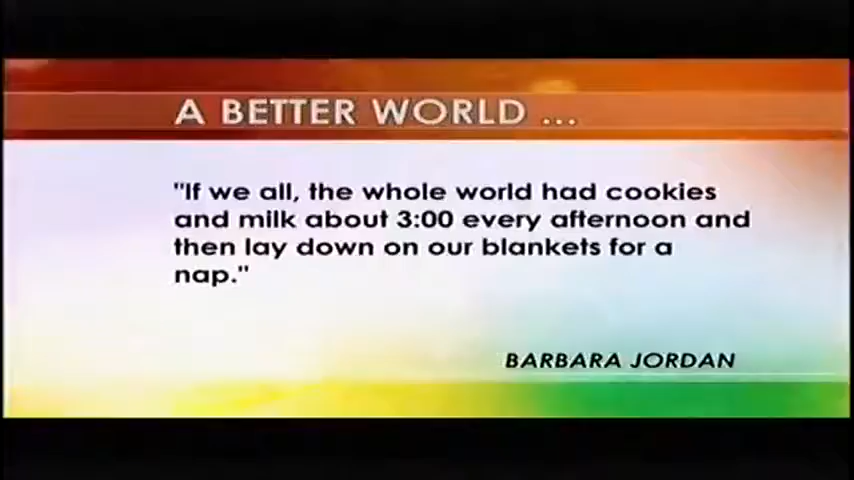 A BETTER WORLD ...
"If we all, the whole world had cookies
and milk about 3:00 every afternoon and
then lay down on our blankets for a
nap."
BARBARA JORDAN